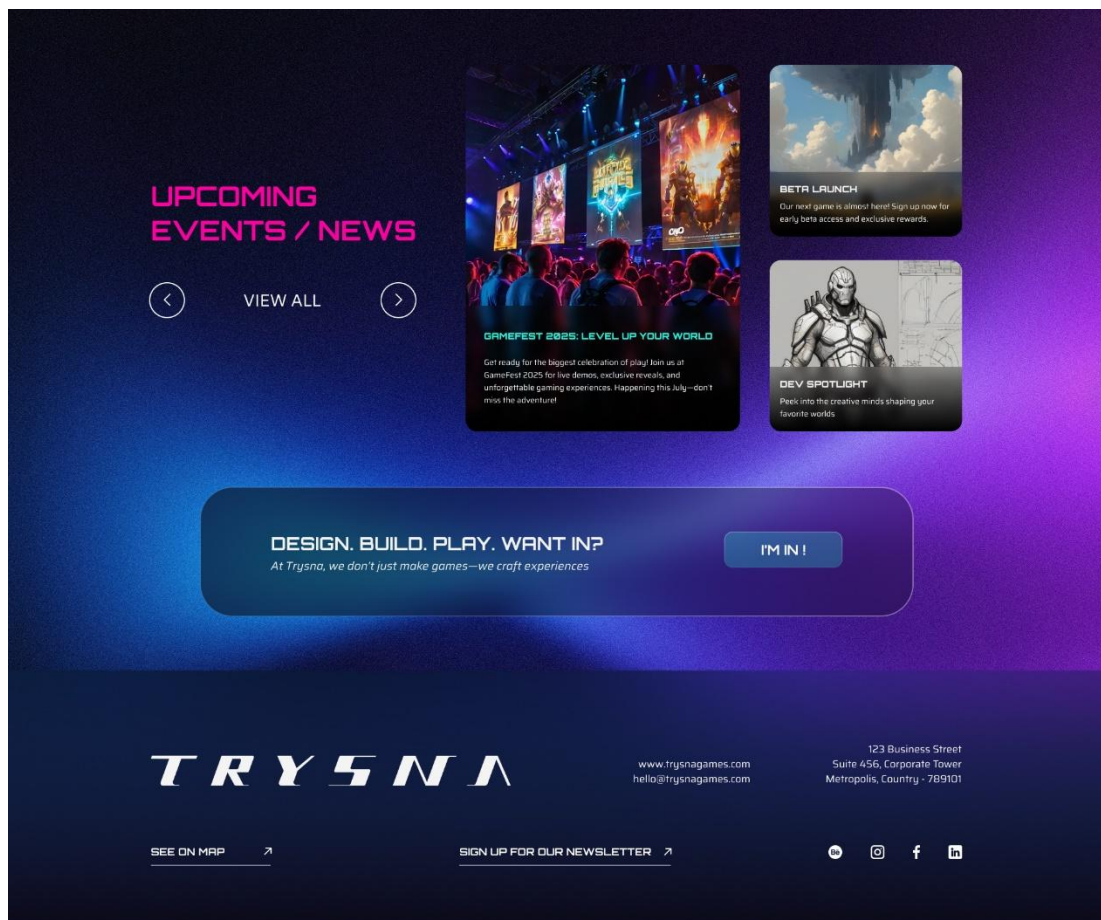 UPCOMING
EVENTS / NEWS
VIEW ALL
GAMEFEST 2025: LEVEL UP YOUR WORLD
Get ready for the biggest celebration of play! Join us at
GameFest 2025 for live demos, exclusive reveals, and
unforgettable gaming experiences. Happening this July—don't
miss the adventure!
BETA LAUNCH
Our next game is almost here! Sign up now for
early beta access and exclusive rewards.
DEV SPOTLIGHT
Peek into the creative minds shaping your
favorite worlds
DESIGN. BUILD. PLAY. WANT IN?
At Trysna, we don't just make games—we craft experiences
I'M IN !
TRYSNA
www.trysnagames.com
hello@trysnagames.com
123 Business Street
Suite 456, Corporate Tower
Metropolis, Country - 789101
SEE ON MAP
SIGN UP FOR OUR NEWSLETTER
Bē
in